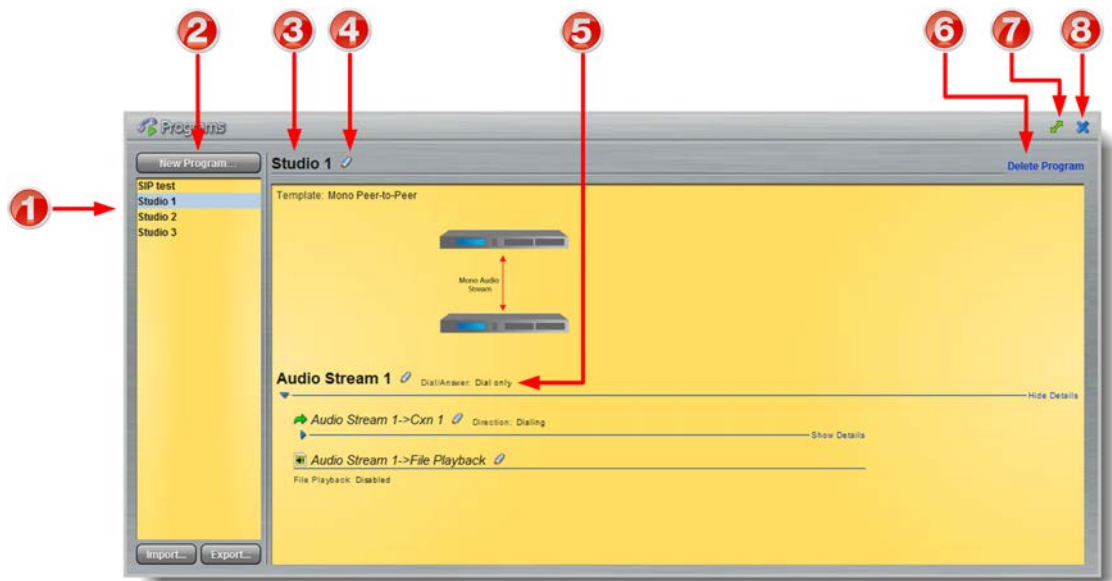 2 3 4 5 6 7 8
Programs
New Program...
Studio 1
Delete Program
1
SIP test
Studio 1
Studio 2
Studio 3
Template: Mono Peer-to-Peer
Mono Audio
Stream
Audio Stream 1 Dial/Answer: Dial only
Hide Details
Audio Stream 1->Cxn 1 Direction: Dialing
Show Details
Audio Stream 1->File Playback
File Playback: Disabled
Import... Export...